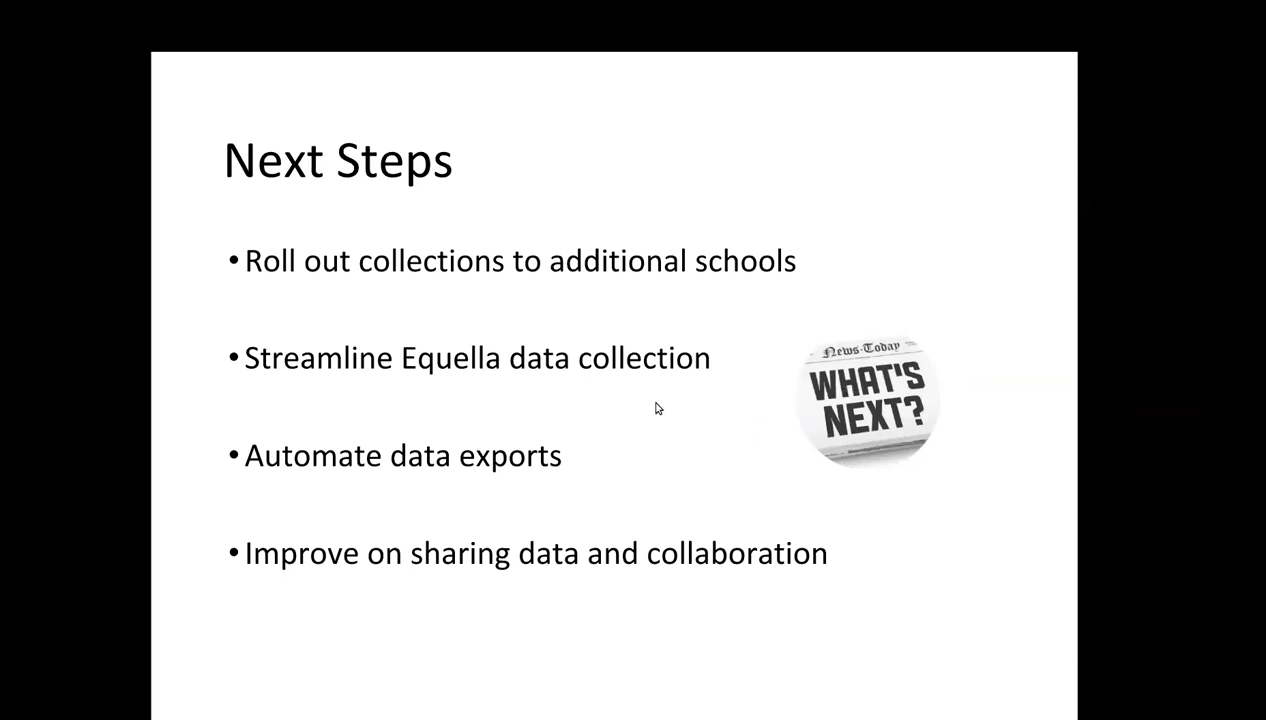 Next Steps
•Roll out collections to additional schools
•Streamline Equella data collection
News·Today
WHAT'S
NEXT?
•Automate data exports
•Improve on sharing data and collaboration